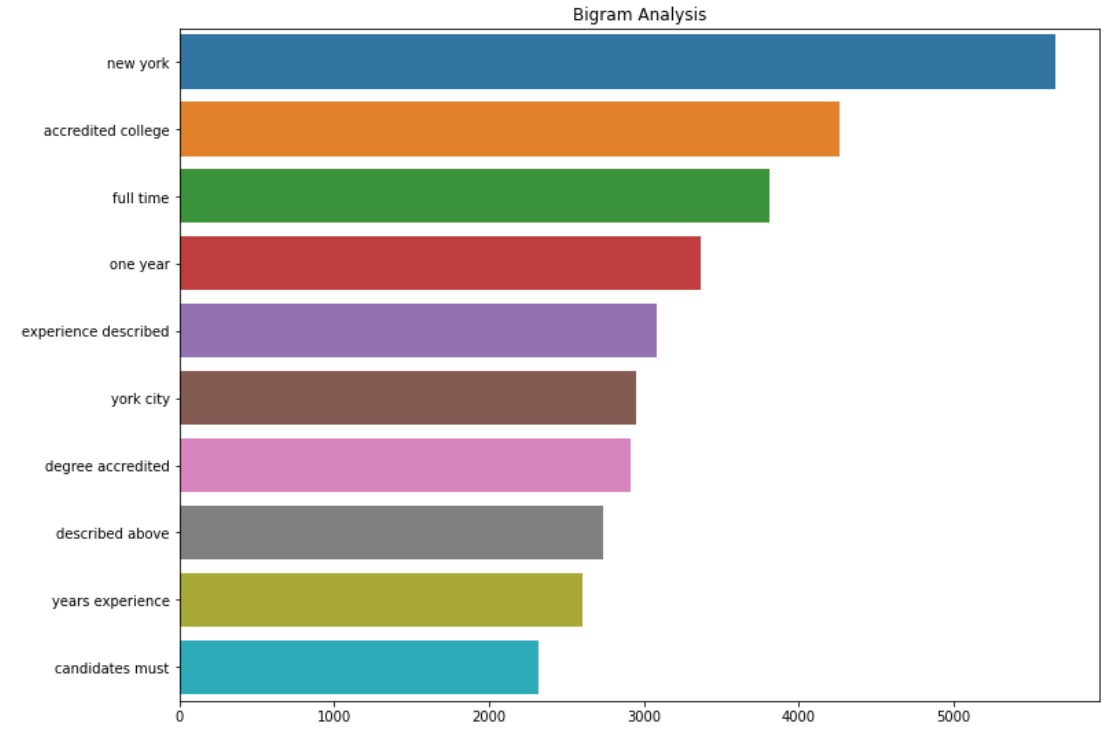 Bigram Analysis
new york
accredited college
full time
one year
experience described
york city
degree accredited
described above
years experience
candidates must
0 1000 2000 3000 4000 5000